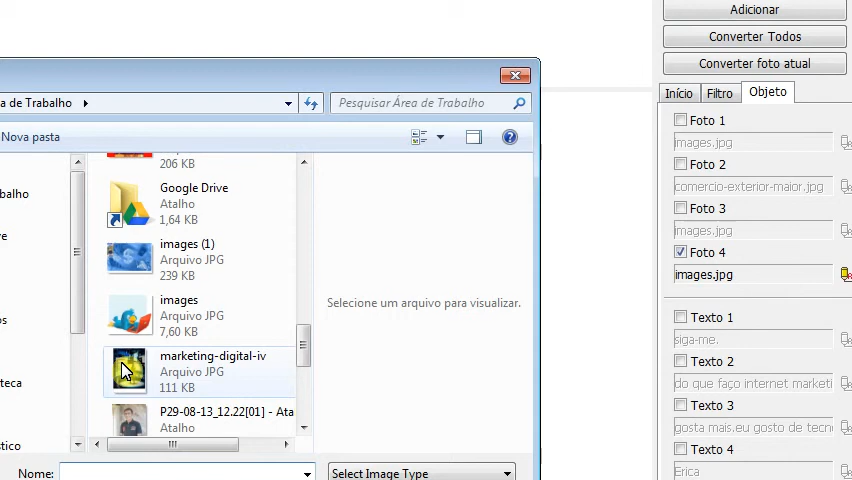 Adicionar
Converter Todos
Converter foto atual
Início Filtro Objeto
a de Trabalho
Pesquisar Área de Trabalho
Nova pasta
206 KB
Google Drive
Atalho
1,64 KB
images (1)
Arquivo JPG
239 KB
images
Arquivo JPG
7,60 KB
marketing-digital-iv
Arquivo JPG
111 KB
P29-08-13_12.22[01] - Ata
Atalho
balho
ve
os
teca
stico
Selecione um arquivo para visualizar.
Nome:
Select Image Type
Foto 1
images.jpg
Foto 2
comercio-exterior-maior.jpg
Foto 3
images.jpg
Foto 4
images.jpg
Texto 1
siga-me.
Texto 2
do que faço internet marketi
Texto 3
gosta mais.eu gosto de tecn
Texto 4
Erica